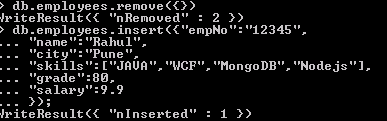 > db.employees.remove({})
WriteResult({ "nRemoved" : 2 })
> db.employees.insert({"empNo":"12345",
... "name":"Rahul",
... "city":"Pune",
... "skills":["JAVA","WCF","MongoDB","Nodejs"],
... "grade":80,
... "salary":9.9
... });
WriteResult({ "nInserted" : 1 })